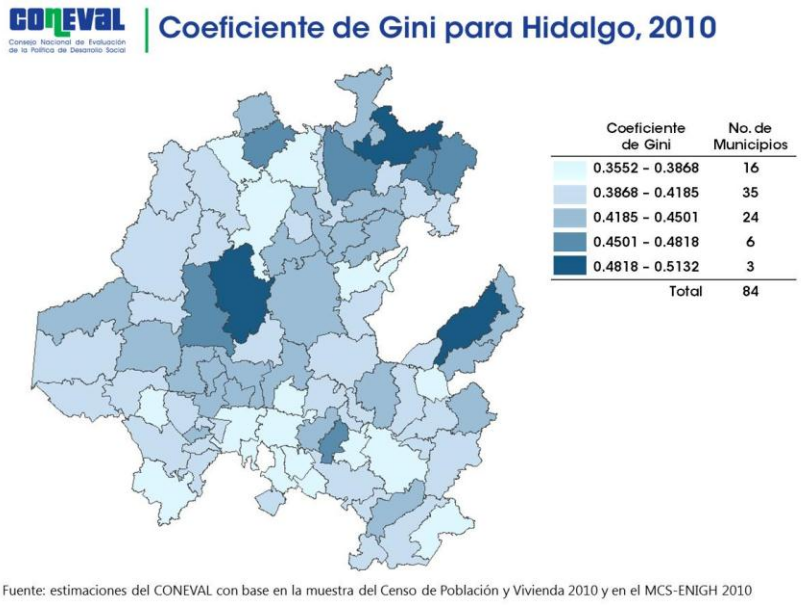 CONEVAL
Consejo Nacional de Evaluación
de la Política de Desarrollo Social
Coeficiente de Gini para Hidalgo, 2010
Coeficiente de Gini No. de Municipios
0.3552 – 0.3868 16
0.3868 – 0.4185 35
0.4185 – 0.4501 24
0.4501 – 0.4818 6
0.4818 – 0.5132 3
Total 84
Fuente: estimaciones del CONEVAL con base en la muestra del Censo de Población y Vivienda 2010 y en el MCS-ENIGH 2010